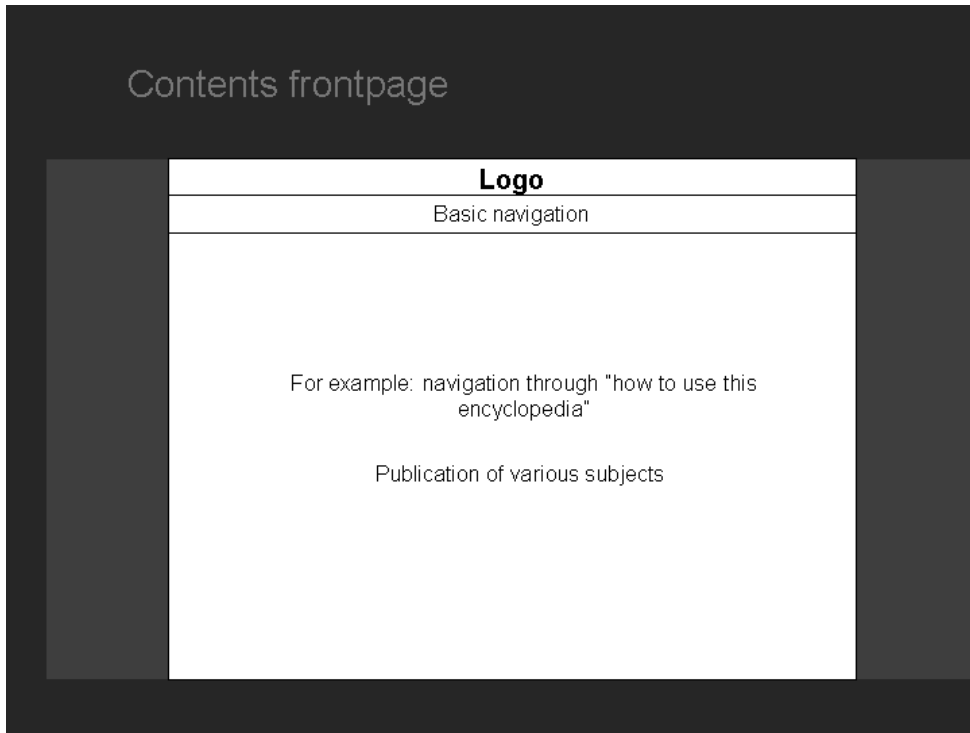 Contents frontpage
Logo
Basic navigation
For example: navigation through "how to use this
encyclopedia"
Publication of various subjects